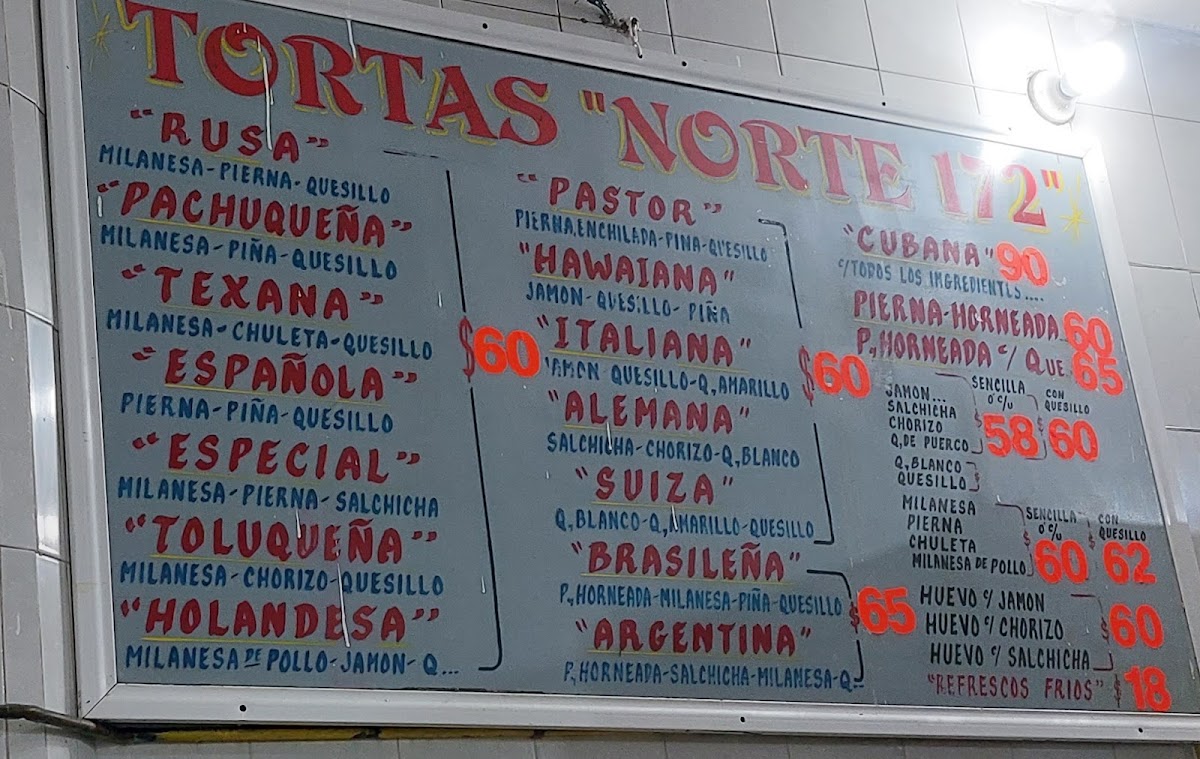 TORTAS "NORTE 172"
"RUSA"
MILANESA-PIERNA-QUESILLO
"PACHUQUEÑA"
MILANESA-PIÑA-QUESILLO
"TEXANA"
MILANESA-CHULETA-QUESILLO
"ESPAÑOLA"
PIERNA-PIÑA-QUESILLO
"ESPECIAL"
MILANESA-PIERNA-SALCHICHA
"TOLUQUEÑA"
MILANESA-CHORIZO-QUESILLO
"HOLANDESA"
MILANESA DE POLLO-JAMON-Q...
$60
"PASTOR"
PIERNA,ENCHILADA-PIÑA-QUESILLO
"HAWAIANA"
JAMON-QUESILLO-PIÑA
"ITALIANA"
JAMON QUESILLO-Q,AMARILLO
"ALEMANA"
SALCHICHA-CHORIZO-Q,BLANCO
"SUIZA"
Q,BLANCO-Q,AMARILLO-QUESILLO
$60
"BRASILEÑA"
P,HORNEADA-MILANESA-PIÑA-QUESILLO
"ARGENTINA"
P,HORNEADA-SALCHICHA-MILANESA-Q...
$65
"CUBANA" 90
C/TODOS LOS INGREDIENTES....
PIERNA-HORNEADA 60
P,HORNEADA C/QUE 65
SENCILLA C/U
CON QUESILLO
JAMON...
SALCHICHA
CHORIZO
Q,DE PUERCO
Q,BLANCO
QUESILLO
$58 $60
SENCILLA C/U
CON QUESILLO
MILANESA
PIERNA
CHULETA
MILANESA DE POLLO
$60 $62
HUEVO C/ JAMON
HUEVO C/ CHORIZO
HUEVO C/ SALCHICHA
$60
"REFRESCOS FRIOS" $18